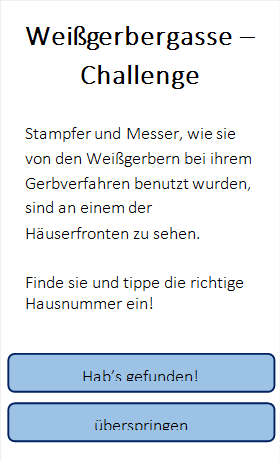 Weißgerbergasse –
Challenge
Stampfer und Messer, wie sie
von den Weißgerbern bei ihrem
Gerbverfahren benutzt wurden,
sind an einem der
Häuserfronten zu sehen.
Finde sie und tippe die richtige
Hausnummer ein!
Hab's gefunden!
überspringen